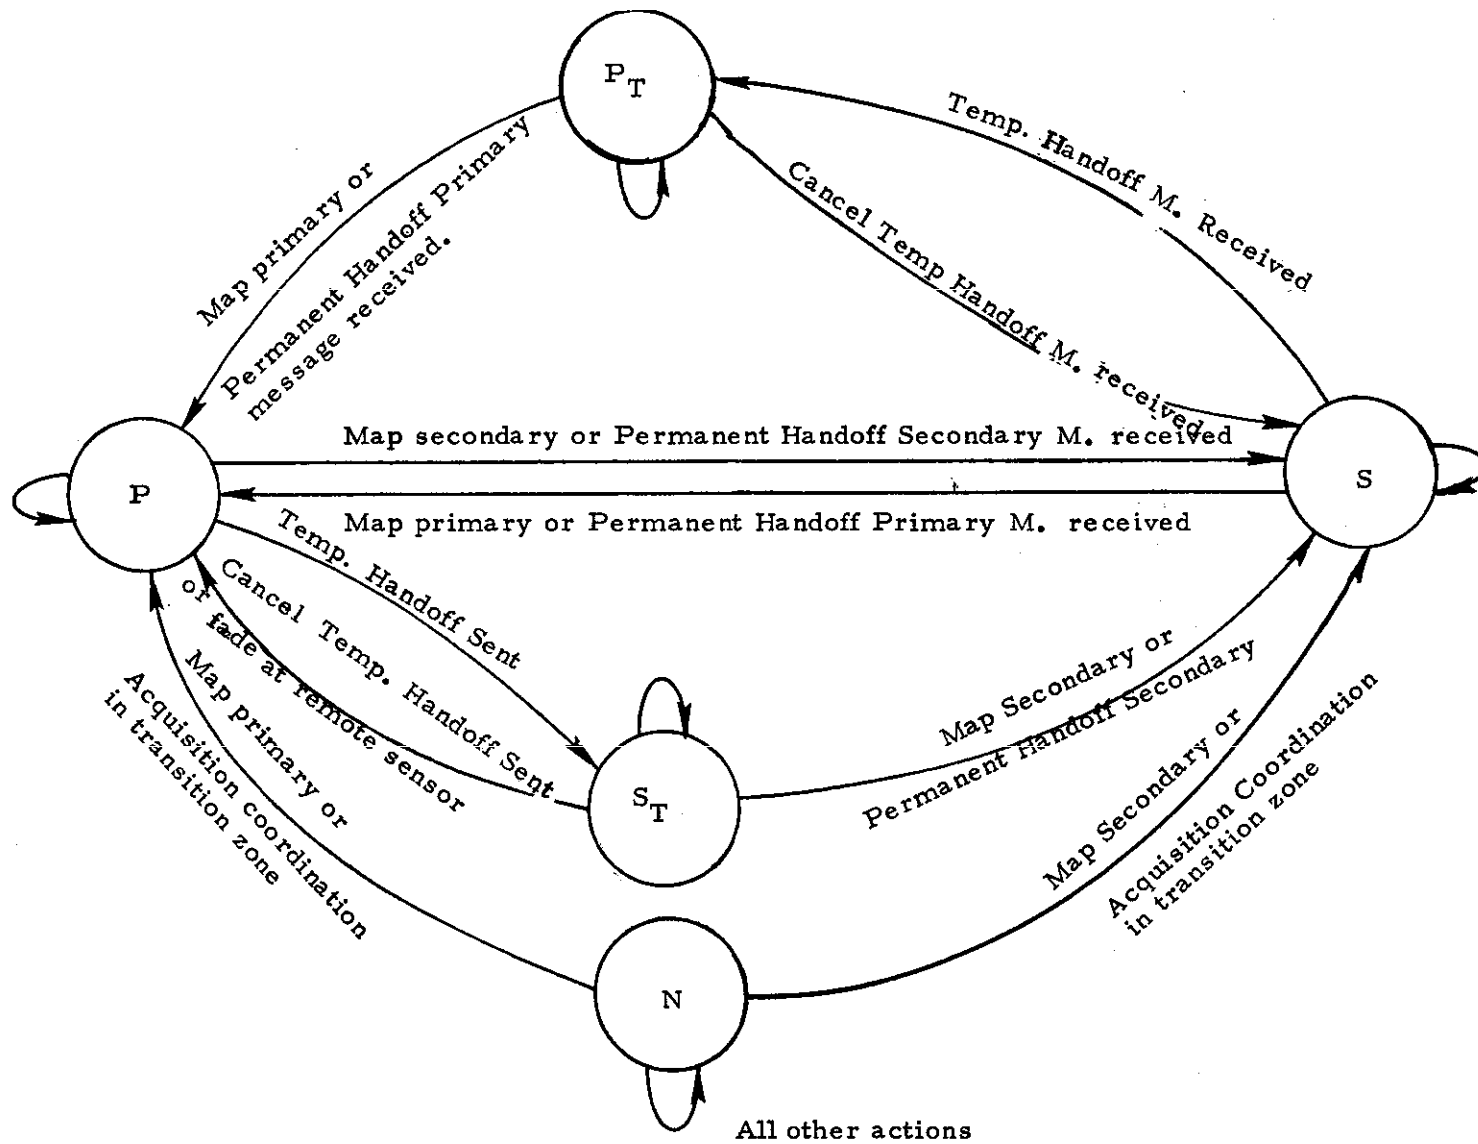 P_T
Temp. Handoff M. Received
Cancel Temp Handoff M. received
Map primary or
Permanent Handoff Primary
message received.
Map secondary or Permanent Handoff Secondary M. received
P
S
Map primary or Permanent Handoff Primary M. received
Temp. Handoff Sent
Cancel Temp. Handoff Sent
or fade at remote sensor
Map primary or
Acquisition coordination
in transition zone
S_T
Map Secondary or
Permanent Handoff Secondary
Map Secondary or
Acquisition Coordination
in transition zone
N
All other actions